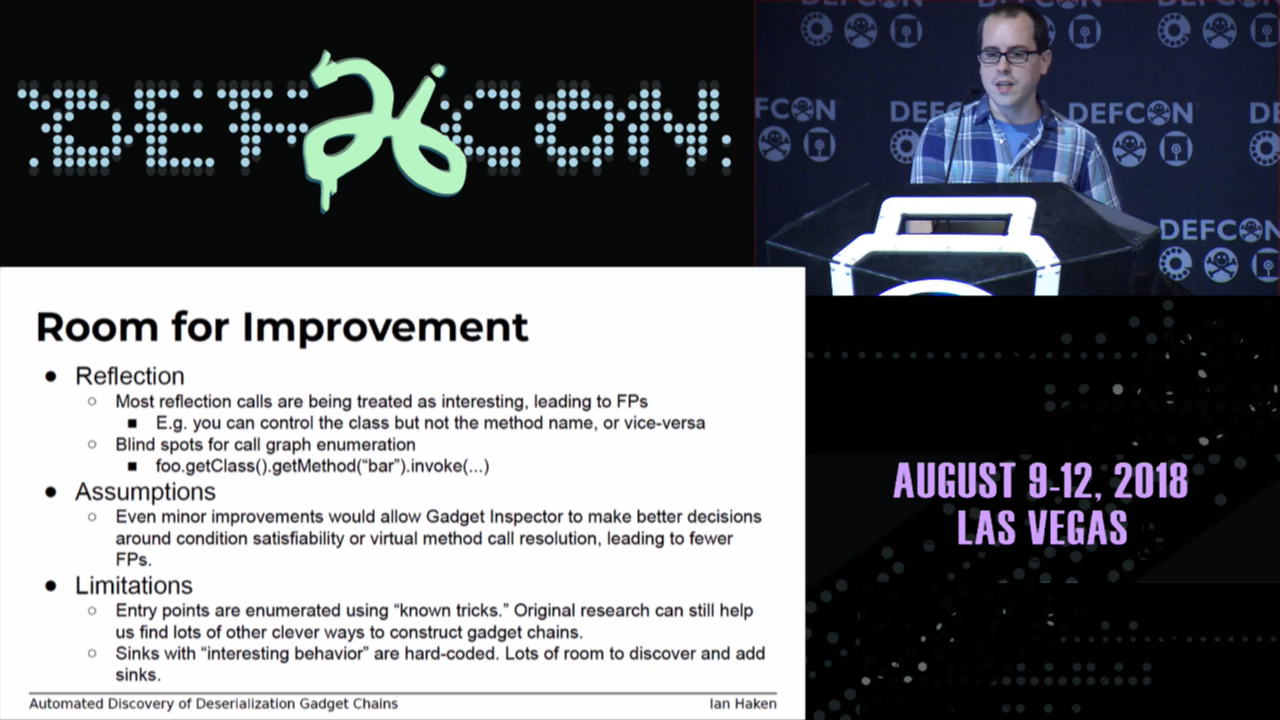 DEF 26 CON
DEFCON
DEFCON
DEFCON
DEFCON
DEFCON
Room for Improvement
● Reflection
○ Most reflection calls are being treated as interesting, leading to FPs
■ E.g. you can control the class but not the method name, or vice-versa
○ Blind spots for call graph enumeration
■ foo.getClass().getMethod(“bar”).invoke(...)
● Assumptions
○ Even minor improvements would allow Gadget Inspector to make better decisions
around condition satisfiability or virtual method call resolution, leading to fewer
FPs.
● Limitations
○ Entry points are enumerated using “known tricks.” Original research can still help
us find lots of other clever ways to construct gadget chains.
○ Sinks with “interesting behavior” are hard-coded. Lots of room to discover and add
sinks.
Automated Discovery of Deserialization Gadget Chains
Ian Haken
AUGUST 9-12, 2018
LAS VEGAS